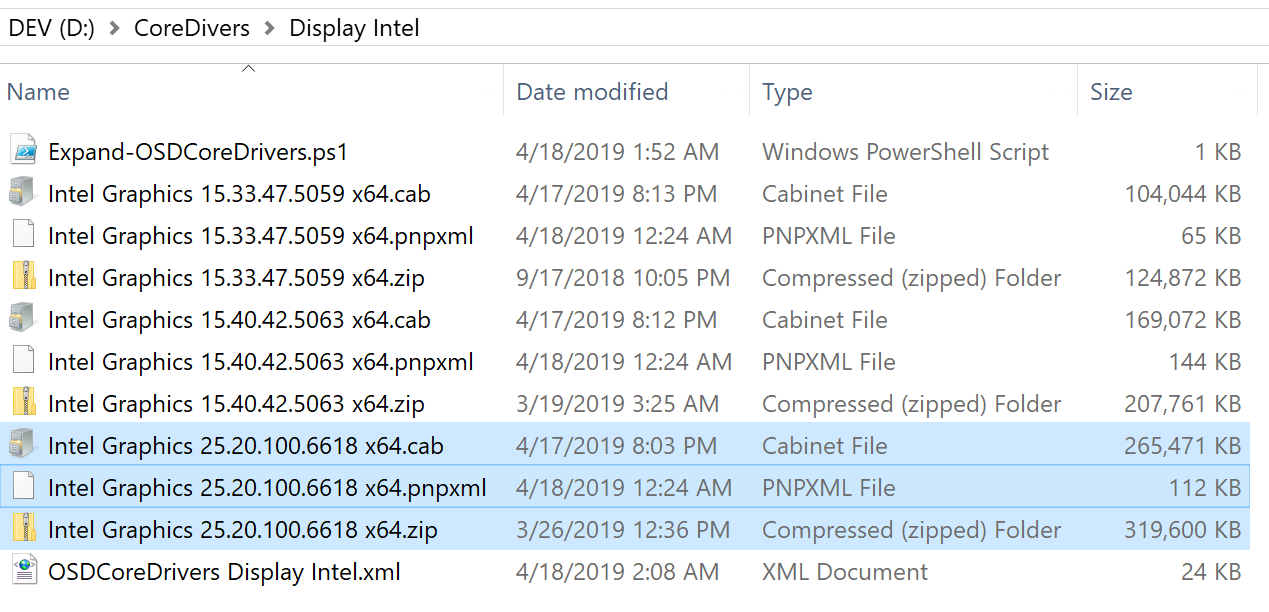 DEV (D:) > CoreDivers > Display Intel
Name Date modified Type Size
Expand-OSDCoreDrivers.ps1 4/18/2019 1:52 AM Windows PowerShell Script 1 KB
Intel Graphics 15.33.47.5059 x64.cab 4/17/2019 8:13 PM Cabinet File 104,044 KB
Intel Graphics 15.33.47.5059 x64.pnpxml 4/18/2019 12:24 AM PNPXML File 65 KB
Intel Graphics 15.33.47.5059 x64.zip 9/17/2018 10:05 PM Compressed (zipped) Folder 124,872 KB
Intel Graphics 15.40.42.5063 x64.cab 4/17/2019 8:12 PM Cabinet File 169,072 KB
Intel Graphics 15.40.42.5063 x64.pnpxml 4/18/2019 12:24 AM PNPXML File 144 KB
Intel Graphics 15.40.42.5063 x64.zip 3/19/2019 3:25 AM Compressed (zipped) Folder 207,761 KB
Intel Graphics 25.20.100.6618 x64.cab 4/17/2019 8:03 PM Cabinet File 265,471 KB
Intel Graphics 25.20.100.6618 x64.pnpxml 4/18/2019 12:24 AM PNPXML File 112 KB
Intel Graphics 25.20.100.6618 x64.zip 3/26/2019 12:36 PM Compressed (zipped) Folder 319,600 KB
OSDCoreDrivers Display Intel.xml 4/18/2019 2:08 AM XML Document 24 KB